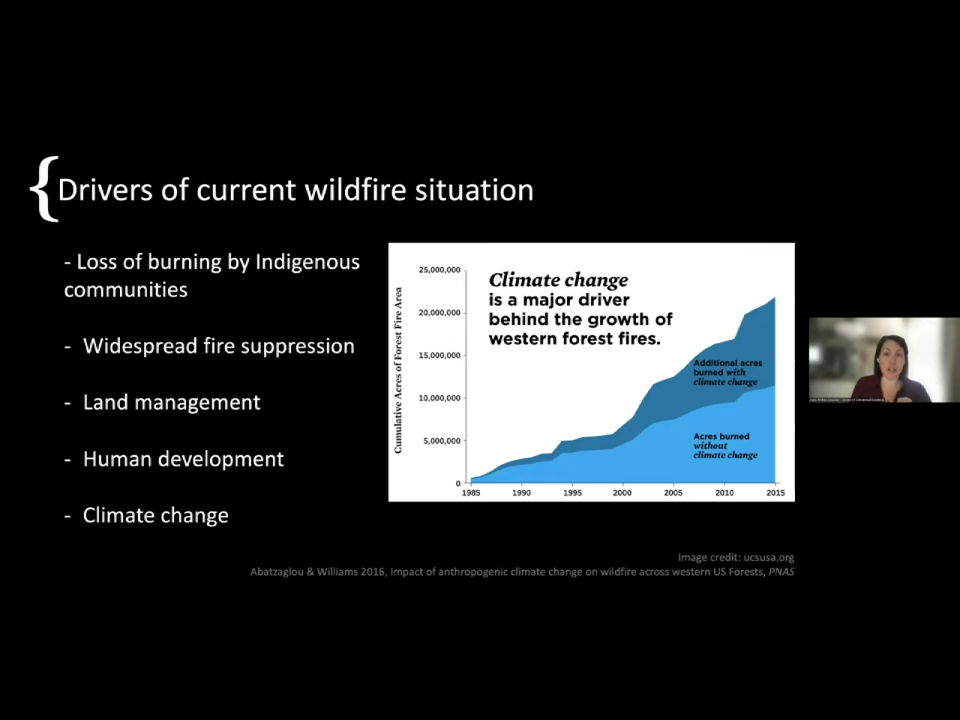 {
Drivers of current wildfire situation
- Loss of burning by Indigenous
communities
- Widespread fire suppression
- Land management
- Human development
- Climate change
Climate change
is a major driver
behind the growth of
western forest fires.
Cumulative Acres of Forest Fire Area
25,000,000
20,000,000
15,000,000
10,000,000
5,000,000
0
Additional acres
burned with
climate change
Acres burned
without
climate change
1985
1990
1995
2000
2005
2010
2015
Image credit: ucsusa.org
Abatzaglou & Williams 2016, Impact of anthropogenic climate change on wildfire across western US Forests, PNAS